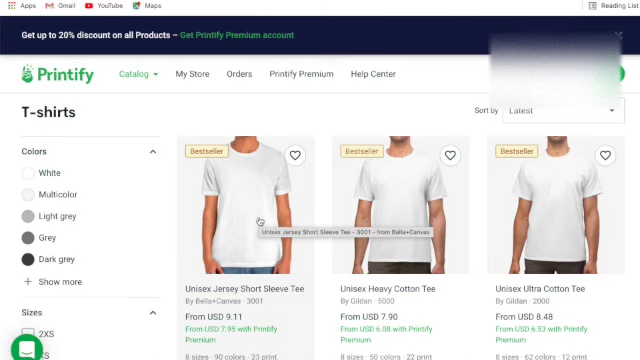 Apps Gmail YouTube Maps Reading List
Get up to 20% discount on all Products – Get Printify Premium account
Printify Catalog My Store Orders Printify Premium Help Center
T-shirts
Sort by Latest
Colors
White
Multicolor
Light grey
Grey
Dark grey
Show more
Sizes
2XS
XS
Bestseller
Unisex Jersey Short Sleeve Tee - 3001 - from Bella+Canvas
Unisex Jersey Short Sleeve Tee
By Bella+Canvas · 3001
From USD 9.11
From USD 7.95 with Printify
Premium
8 sizes · 90 colors · 23 print
Bestseller
Unisex Heavy Cotton Tee
By Gildan · 5000
From USD 7.90
From USD 6.08 with Printify
Premium
8 sizes · 50 colors · 22 print
Bestseller
Unisex Ultra Cotton Tee
By Gildan · 2000
From USD 8.48
From USD 6.53 with Printify
Premium
8 sizes · 62 colors · 12 print